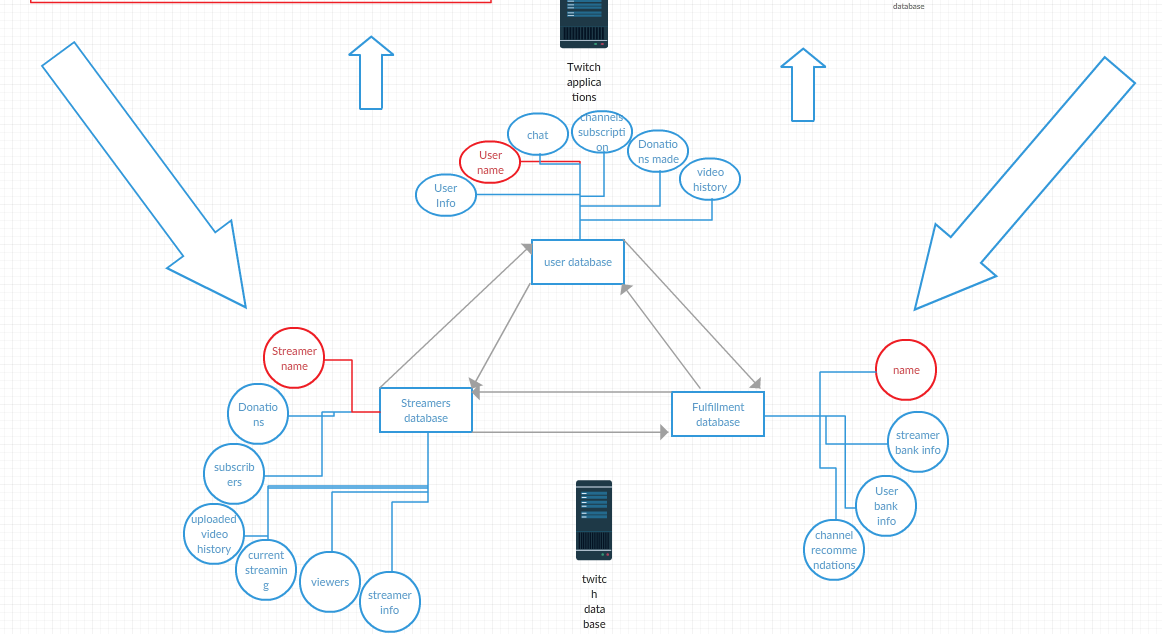 database
Twitch
applica
tions
chat
channels
subscripti
on
User
name
Donatio
ns made
video
history
User
Info
user database
Streamer
name
name
Donatio
ns
Streamers
database
Fulfillment
database
streamer
bank info
subscrib
ers
User
bank
info
uploaded
video
history
channel
recomme
ndations
current
streamin
g
viewers
streamer
info
twitc
h
data
base